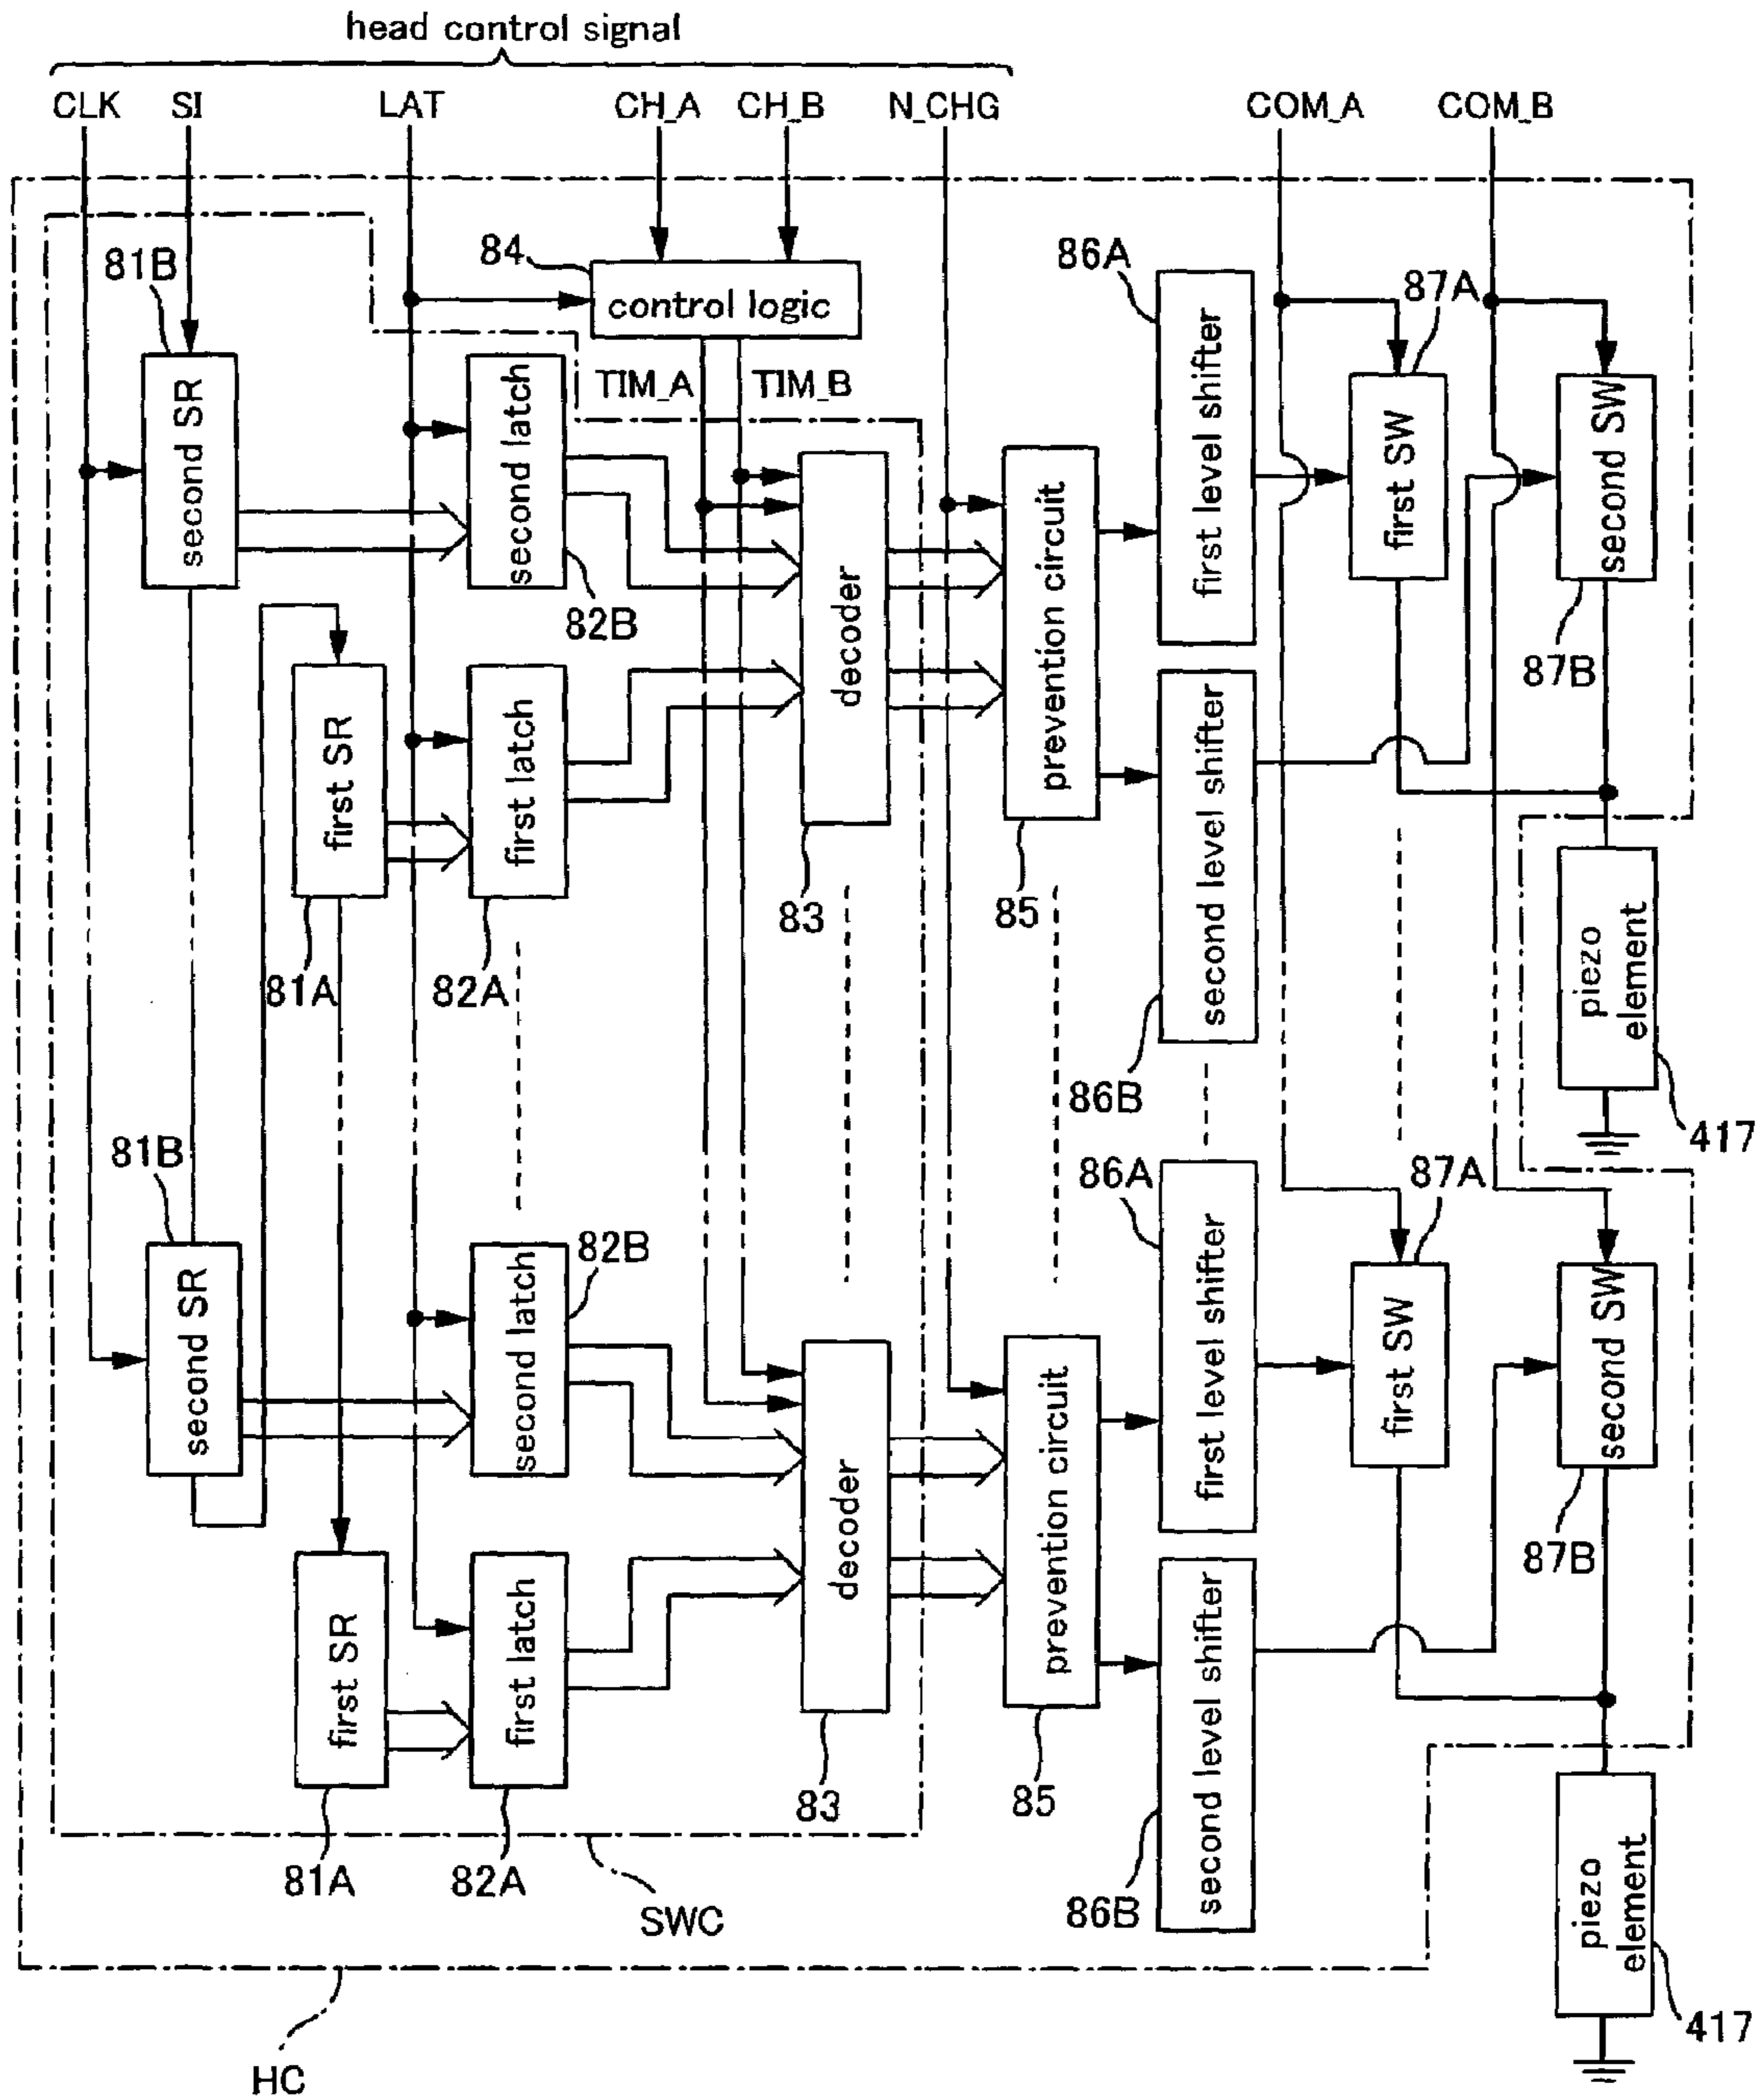 head control signal
CLK SI LAT CH_A CH_B N_CHG COM_A COM_B
81B
84
control logic
86A
87A
TIM_A TIM_B
second SR
second latch
82B
decoder
prevention circuit
first level shifter
first SW
second SW
87B
first SR
first latch
second level shifter
83
85
81A
82A
86B
piezo
element
417
81B
82B
86A
87A
second SR
second latch
decoder
prevention circuit
first level shifter
first SW
second SW
87B
first SR
first latch
second level shifter
83
85
81A
82A
86B
SWC
piezo
element
417
HC